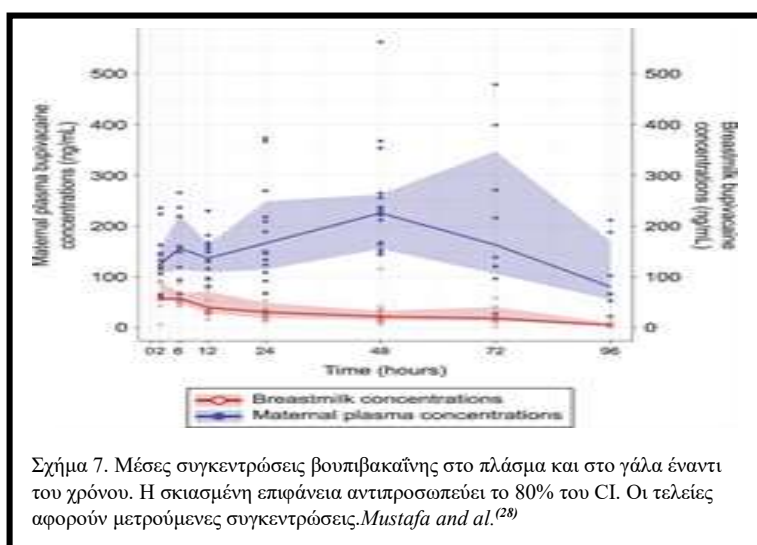 500
400
300
200
100
0
Maternal plasma bupivacaine
concentrations (ng/mL)
500
400
300
200
100
0
Breastmilk bupivacaine
concentrations (ng/mL)
0 2 6 12 24 48 72 96
Time (hours)
Breastmilk concentrations
Maternal plasma concentrations
Σχήμα 7. Μέσες συγκεντρώσεις βουπιβακαΐνης στο πλάσμα και στο γάλα έναντι
του χρόνου. Η σκιασμένη επιφάνεια αντιπροσωπεύει το 80% του CI. Οι τελείες
αφορούν μετρούμενες συγκεντρώσεις.Mustafa and al.(28)